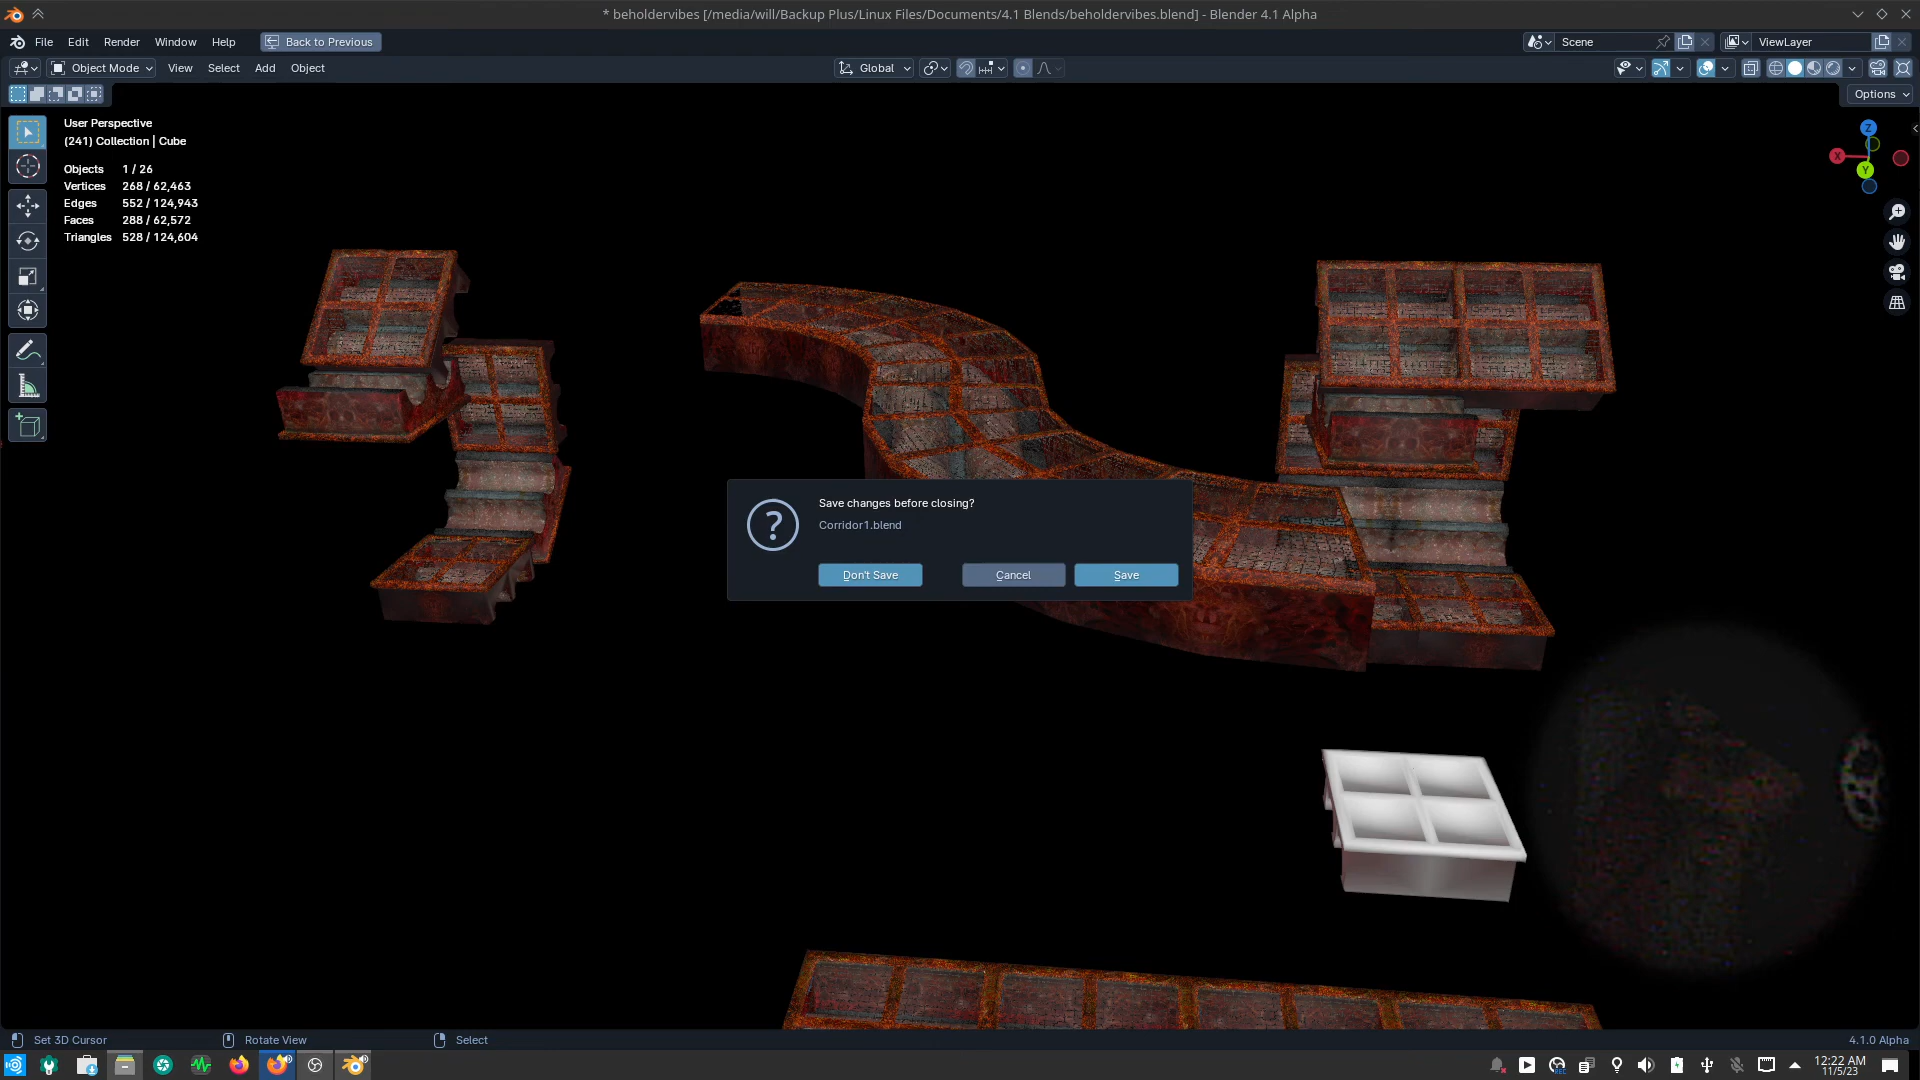 * beholdervibes [/media/will/Backup Plus/Linux Files/Documents/4.1 Blends/beholdervibes.blend] - Blender 4.1 Alpha
File Edit Render Window Help Back to Previous Scene ViewLayer
Object Mode View Select Add Object Global
Options
User Perspective
(241) Collection | Cube
Objects 1 / 26
Vertices 268 / 62,463
Edges 552 / 124,943
Faces 288 / 62,572
Triangles 528 / 124,604
Z
X
Y
Save changes before closing?
Corridor1.blend
?
Don't Save Cancel Save
Set 3D Cursor Rotate View Select 4.1.0 Alpha
REC
12:22 AM
11/5/23